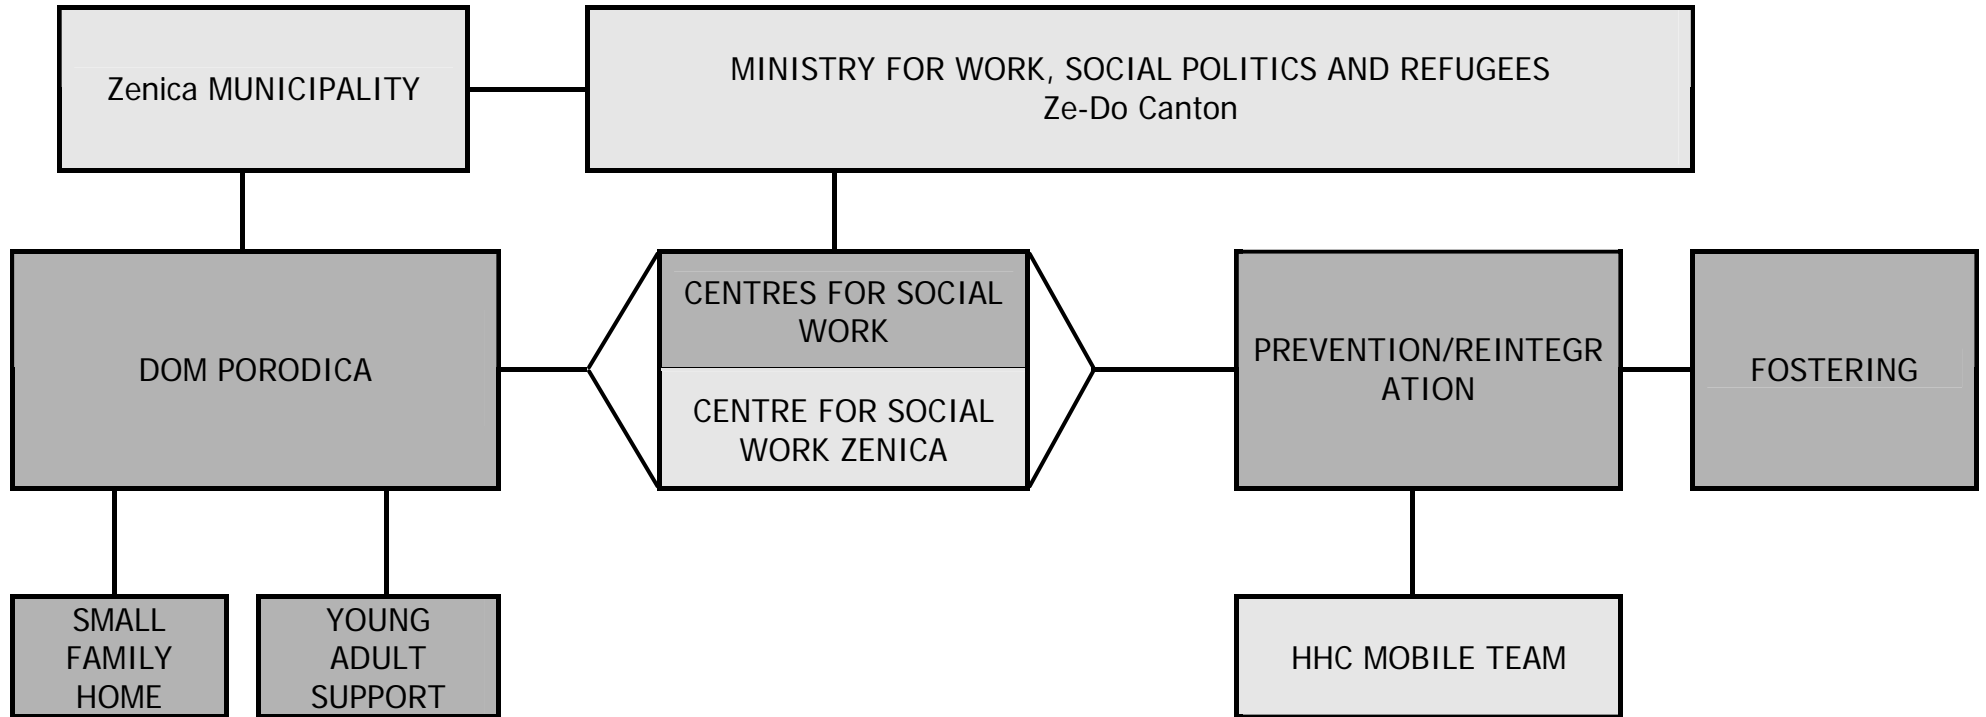 Zenica MUNICIPALITY
MINISTRY FOR WORK, SOCIAL POLITICS AND REFUGEES
Ze-Do Canton
DOM PORODICA
CENTRES FOR SOCIAL
WORK
CENTRE FOR SOCIAL
WORK ZENICA
PREVENTION/REINTEGR
ATION
FOSTERING
SMALL
FAMILY
HOME
YOUNG
ADULT
SUPPORT
HHC MOBILE TEAM